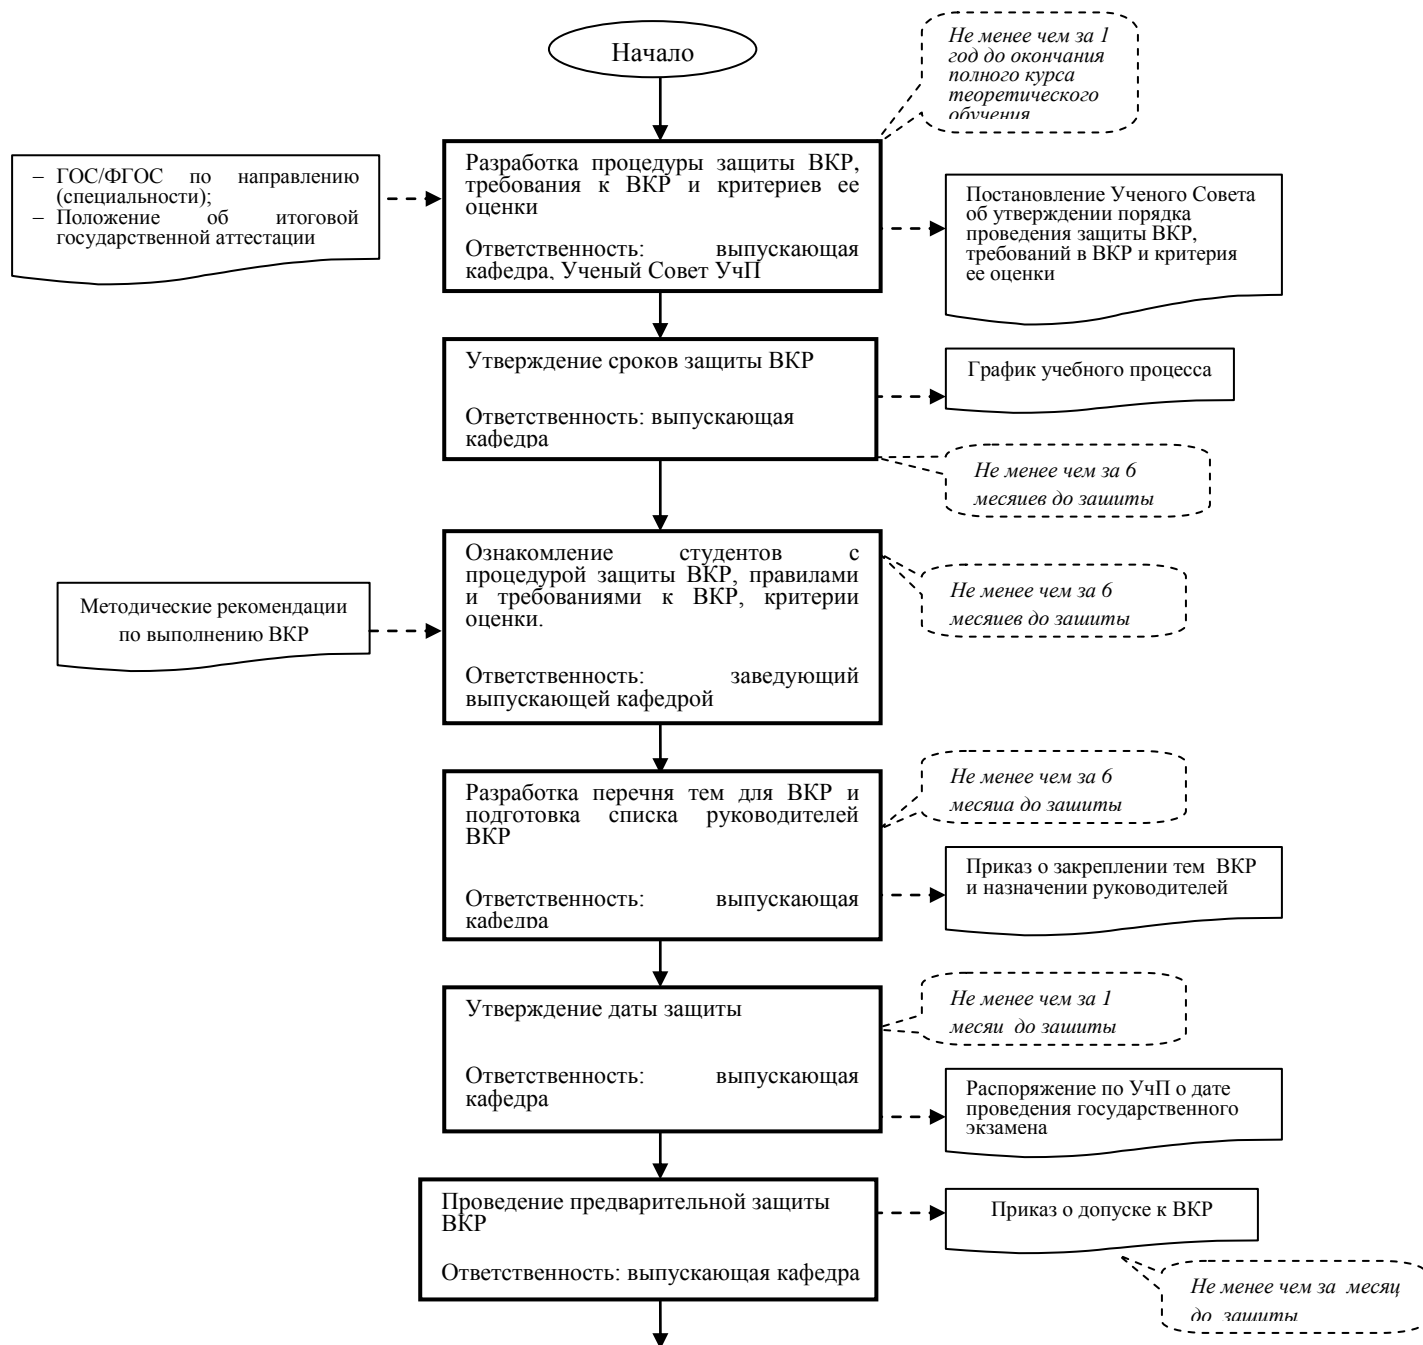 Начало
Не менее чем за 1
год до окончания
полного курса
теоретического
обучения
– ГОС/ФГОС по направлению
(специальности);
– Положение об итоговой
государственной аттестации
Разработка процедуры защиты ВКР,
требования к ВКР и критериев ее
оценки
Ответственность: выпускающая
кафедра, Ученый Совет УчП
Постановление Ученого Совета
об утверждении порядка
проведения защиты ВКР,
требований в ВКР и критерия
ее оценки
Утверждение сроков защиты ВКР
Ответственность: выпускающая
кафедра
График учебного процесса
Не менее чем за 6
месяцев до защиты
Методические рекомендации
по выполнению ВКР
Ознакомление студентов с
процедурой защиты ВКР, правилами
и требованиями к ВКР, критерии
оценки.
Ответственность: заведующий
выпускающей кафедрой
Не менее чем за 6
месяцев до защиты
Разработка перечня тем для ВКР и
подготовка списка руководителей
ВКР
Ответственность: выпускающая
кафедра
Не менее чем за 6
месяца до защиты
Приказ о закреплении тем ВКР
и назначении руководителей
Утверждение даты защиты
Ответственность: выпускающая
кафедра
Не менее чем за 1
месяц до защиты
Распоряжение по УчП о дате
проведения государственного
экзамена
Проведение предварительной защиты
ВКР
Ответственность: выпускающая кафедра
Приказ о допуске к ВКР
Не менее чем за месяц
до защиты